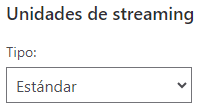 Unidades de streaming
Tipo:
Estándar